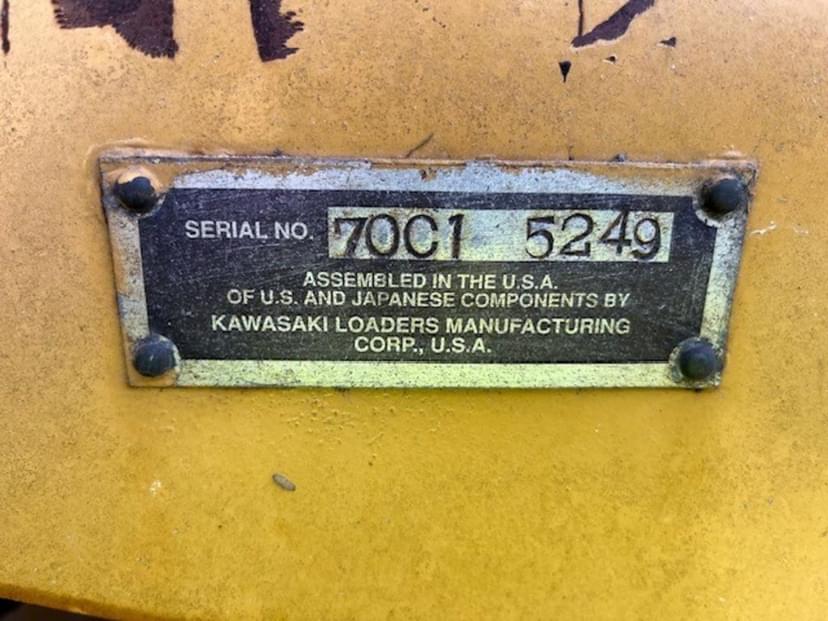 SERIAL NO. 70C1 5249
ASSEMBLED IN THE U.S.A.
OF U.S. AND JAPANESE COMPONENTS BY
KAWASAKI LOADERS MANUFACTURING
CORP., U.S.A.